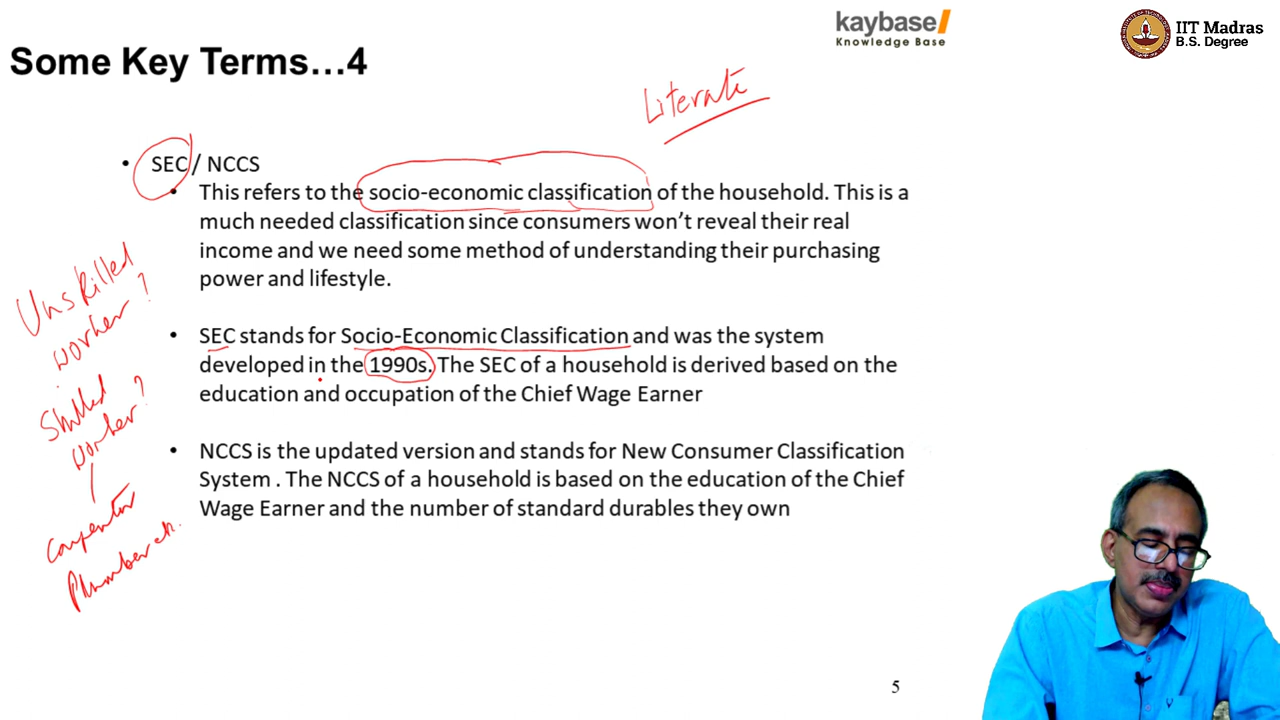 kaybase
Knowledge Base
IIT Madras
B.S. Degree
Some Key Terms...4
Literate
• SEC / NCCS
• This refers to the socio-economic classification of the household. This is a
much needed classification since consumers won't reveal their real
income and we need some method of understanding their purchasing
power and lifestyle.
• SEC stands for Socio-Economic Classification and was the system
developed in the 1990s. The SEC of a household is derived based on the
education and occupation of the Chief Wage Earner
• NCCS is the updated version and stands for New Consumer Classification
System . The NCCS of a household is based on the education of the Chief
Wage Earner and the number of standard durables they own
Unskilled
worker?
Skilled
worker?
Carpenter
Plumber etc.
5